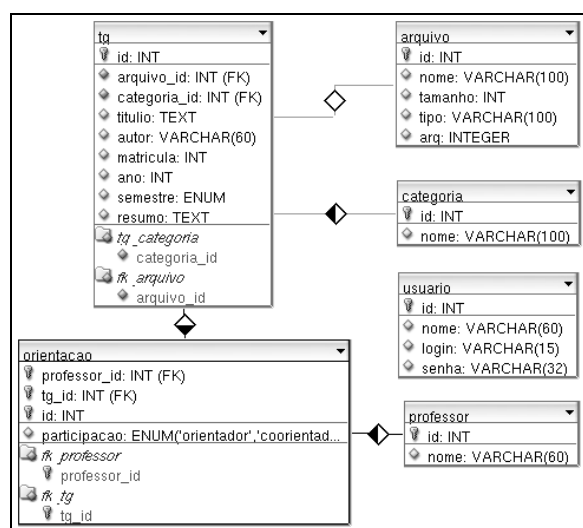 tg
id: INT
arquivo_id: INT (FK)
categoria_id: INT (FK)
titulio: TEXT
autor: VARCHAR(60)
matricula: INT
ano: INT
semestre: ENUM
resumo: TEXT
tg_categoria
categoria_id
fk_arquivo
arquivo_id
arquivo
id: INT
nome: VARCHAR(100)
tamanho: INT
tipo: VARCHAR(100)
arq: INTEGER
categoria
id: INT
nome: VARCHAR(100)
usuario
id: INT
nome: VARCHAR(60)
login: VARCHAR(15)
senha: VARCHAR(32)
orientacao
professor_id: INT (FK)
tg_id: INT (FK)
id: INT
participacao: ENUM('orientador','coorientad...
fk_professor
professor_id
fk_tg
tg_id
professor
id: INT
nome: VARCHAR(60)